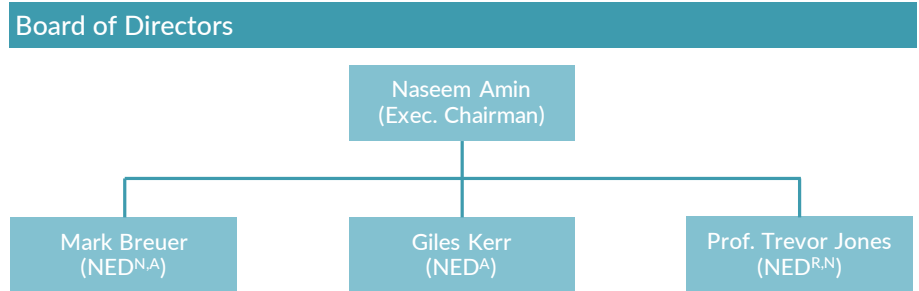 Board of Directors
Naseem Amin
(Exec. Chairman)
Mark Breuer
(NEDᴺ,ᴬ)
Giles Kerr
(NEDᴬ)
Prof. Trevor Jones
(NEDᴿ,ᴺ)